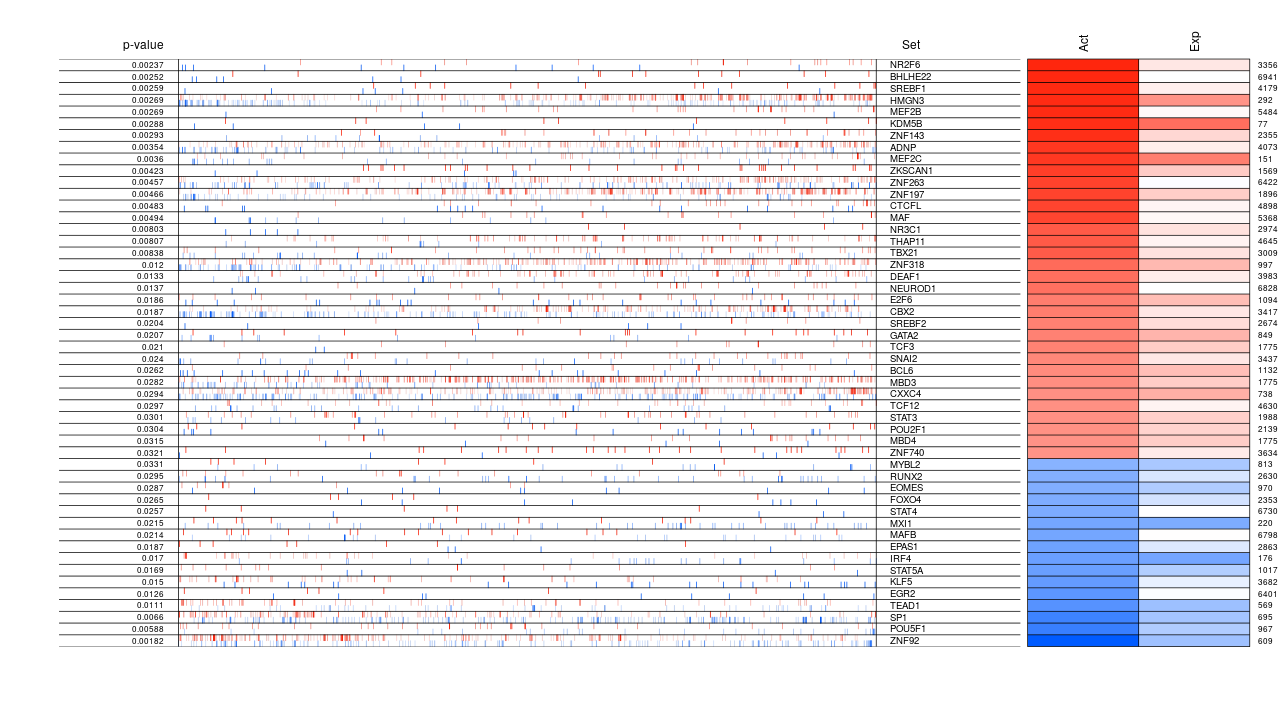 p-value Set Act Exp
0.00237 NR2F6 3356
0.00252 BHLHE22 6941
0.00259 SREBF1 4179
0.00269 HMGN3 292
0.00269 MEF2B 5484
0.00288 KDM5B 77
0.00293 ZNF143 2355
0.00354 ADNP 4073
0.0036 MEF2C 151
0.00423 ZKSCAN1 1569
0.00457 ZNF263 6422
0.00466 ZNF197 1896
0.00483 CTCFL 4898
0.00494 MAF 5368
0.00803 NR3C1 2974
0.00807 THAP11 4645
0.00838 TBX21 3009
0.012 ZNF318 997
0.0133 DEAF1 3983
0.0137 NEUROD1 6828
0.0186 E2F6 1094
0.0187 CBX2 3417
0.0204 SREBF2 2674
0.0207 GATA2 849
0.021 TCF3 1775
0.024 SNAI2 3437
0.0262 BCL6 1132
0.0282 MBD3 1775
0.0294 CXXC4 738
0.0297 TCF12 4630
0.0301 STAT3 1988
0.0304 POU2F1 2139
0.0315 MBD4 1775
0.0321 ZNF740 3634
0.0331 MYBL2 813
0.0295 RUNX2 2630
0.0287 EOMES 970
0.0265 FOXO4 2353
0.0257 STAT4 6730
0.0215 MXI1 220
0.0214 MAFB 6798
0.0187 EPAS1 2863
0.017 IRF4 176
0.0169 STAT5A 1017
0.015 KLF5 3682
0.0126 EGR2 6401
0.0111 TEAD1 569
0.0066 SP1 695
0.00588 POU5F1 967
0.00182 ZNF92 609